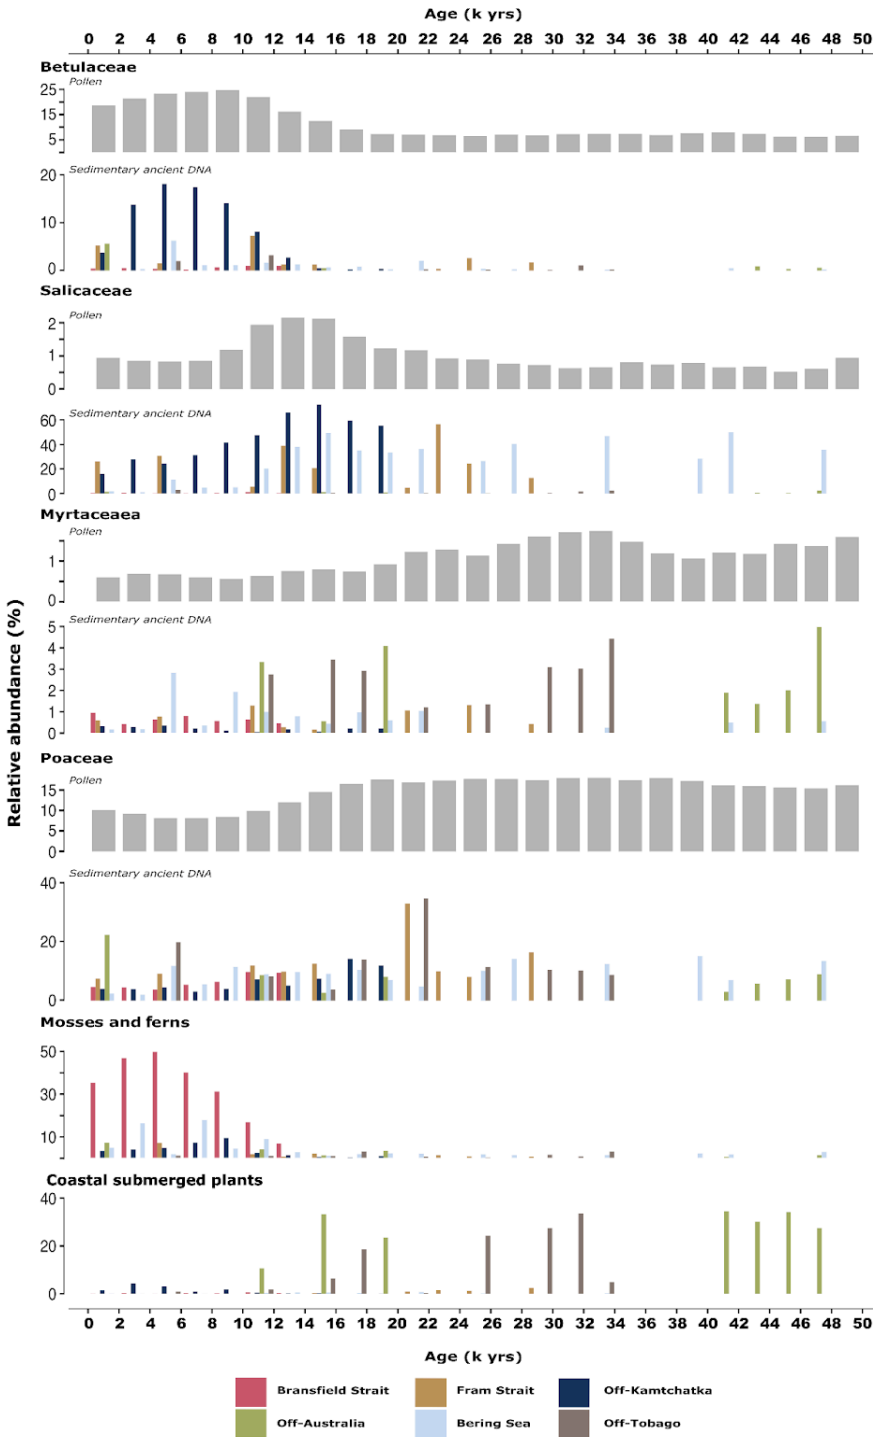 Age (k yrs)
0 2 4 6 8 10 12 14 16 18 20 22 24 26 28 30 32 34 36 38 40 42 44 46 48 50
Betulaceae
Pollen
25
15
5
Sedimentary ancient DNA
20
10
0
Salicaceae
Pollen
2
1
0
Sedimentary ancient DNA
60
40
20
0
Myrtaceaea
Pollen
1
0
Sedimentary ancient DNA
5
4
3
2
1
0
Relative abundance (%)
Poaceae
Pollen
15
10
5
0
Sedimentary ancient DNA
40
20
0
Mosses and ferns
50
30
10
Coastal submerged plants
40
20
0
0 2 4 6 8 10 12 14 16 18 20 22 24 26 28 30 32 34 36 38 40 42 44 46 48 50
Age (k yrs)
Bransfield Strait
Fram Strait
Off-Kamtchatka
Off-Australia
Bering Sea
Off-Tobago